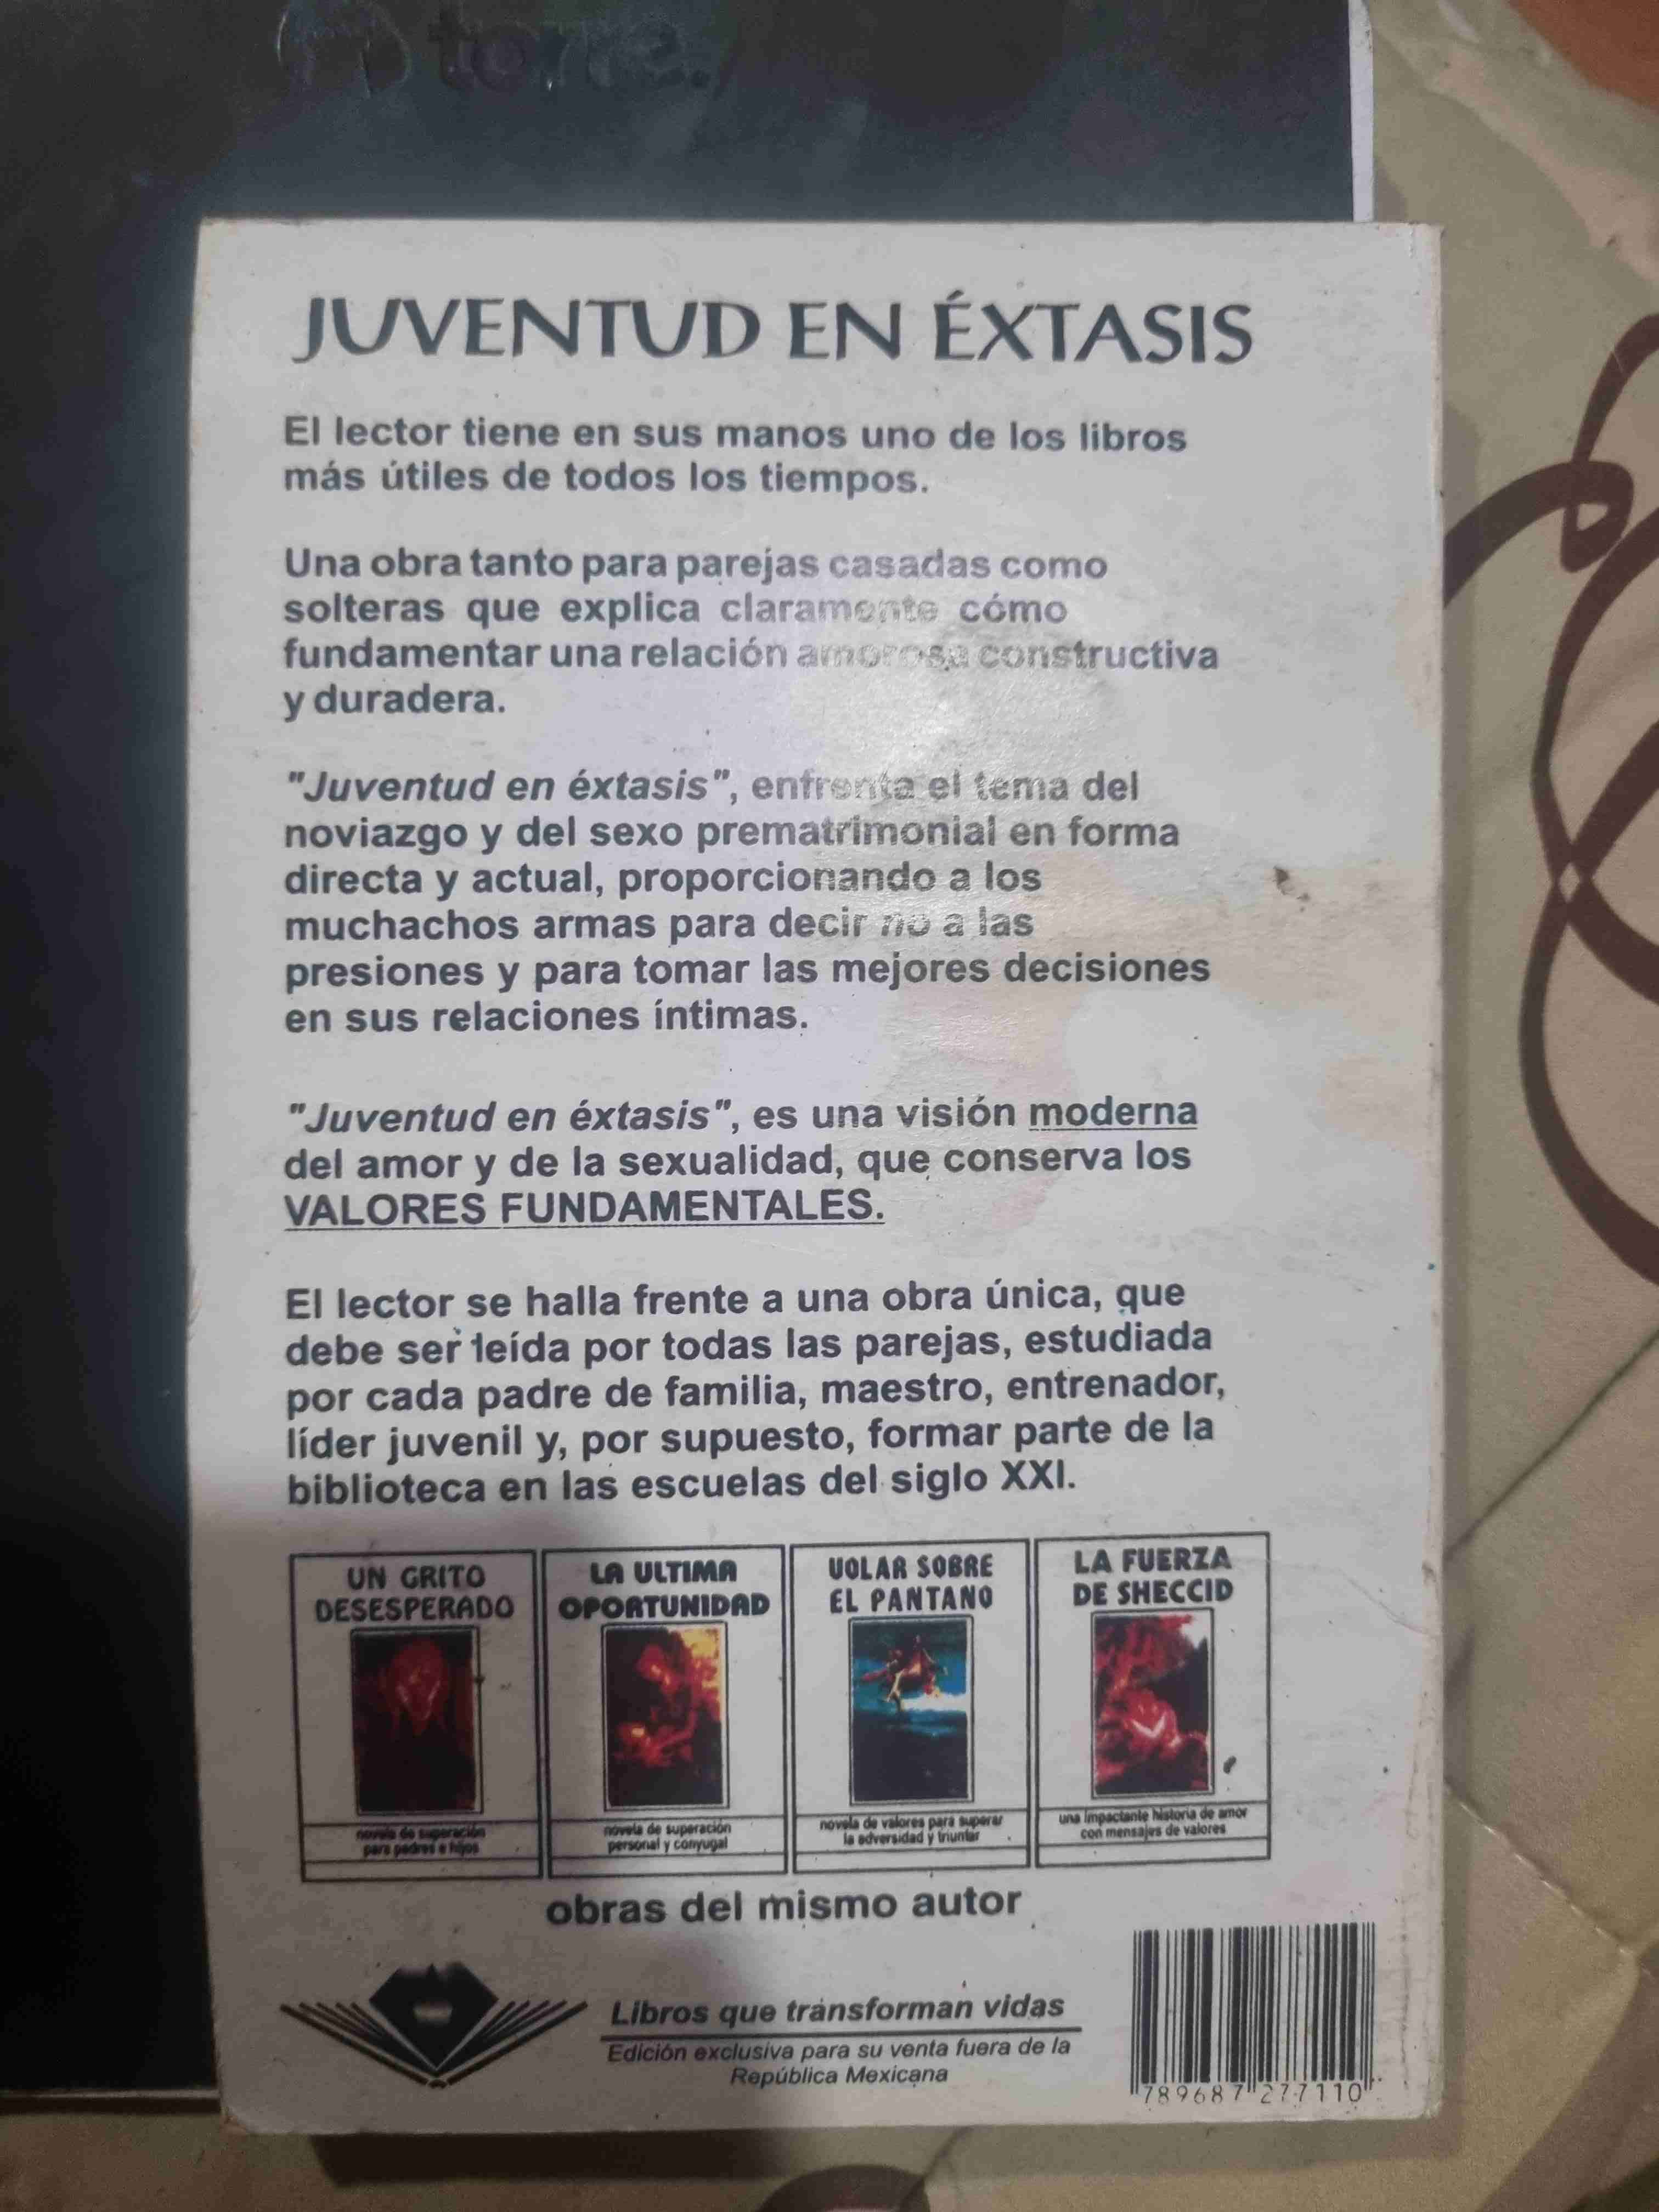 torre.
JUVENTUD EN ÉXTASIS
El lector tiene en sus manos uno de los libros
más útiles de todos los tiempos.
Una obra tanto para parejas casadas como
solteras que explica claramente cómo
fundamentar una relación amorosa constructiva
y duradera.
"Juventud en éxtasis", enfrenta el tema del
noviazgo y del sexo prematrimonial en forma
directa y actual, proporcionando a los
muchachos armas para decir no a las
presiones y para tomar las mejores decisiones
en sus relaciones íntimas.
"Juventud en éxtasis", es una visión moderna
del amor y de la sexualidad, que conserva los
VALORES FUNDAMENTALES.
El lector se halla frente a una obra única, que
debe ser leída por todas las parejas, estudiada
por cada padre de familia, maestro, entrenador,
líder juvenil y, por supuesto, formar parte de la
biblioteca en las escuelas del siglo XXI.
UN GRITO
DESESPERADO
novela de superación
para padres e hijos
LA ULTIMA
OPORTUNIDAD
novela de superación
personal y conyugal
VOLAR SOBRE
EL PANTANO
novela de valores para superar
la adversidad y triunfar
LA FUERZA
DE SHECCID
una impactante historia de amor
con mensajes de valores
obras del mismo autor
Libros que transforman vidas
Edición exclusiva para su venta fuera de la
República Mexicana
789687 277110